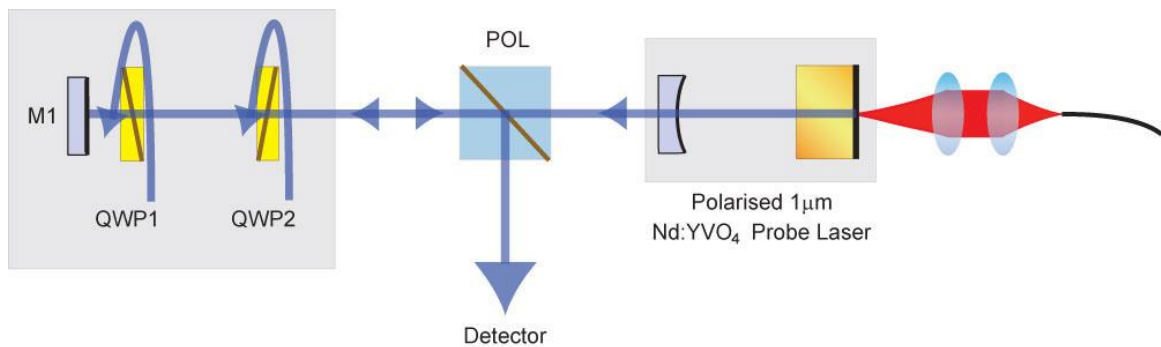 POL
M1
QWP1
QWP2
Polarised 1μm
Nd:YVO₄ Probe Laser
Detector